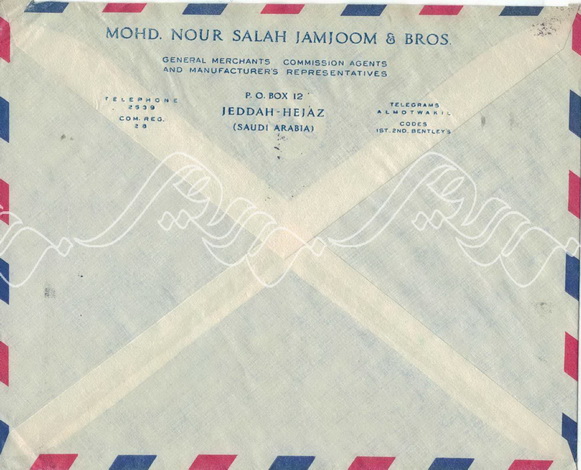 MOHD. NOUR SALAH JAMJOOM & BROS.
GENERAL MERCHANTS COMMISSION AGENTS
AND MANUFACTURER'S REPRESENTATIVES
TELEPHONE
2539
COM. REG.
28
P. O. BOX 12
JEDDAH-HEJAZ
(SAUDI ARABIA)
TELEGRAMS
ALMOTWAKIL
CODES
1ST. 2ND. BENTLEY'S